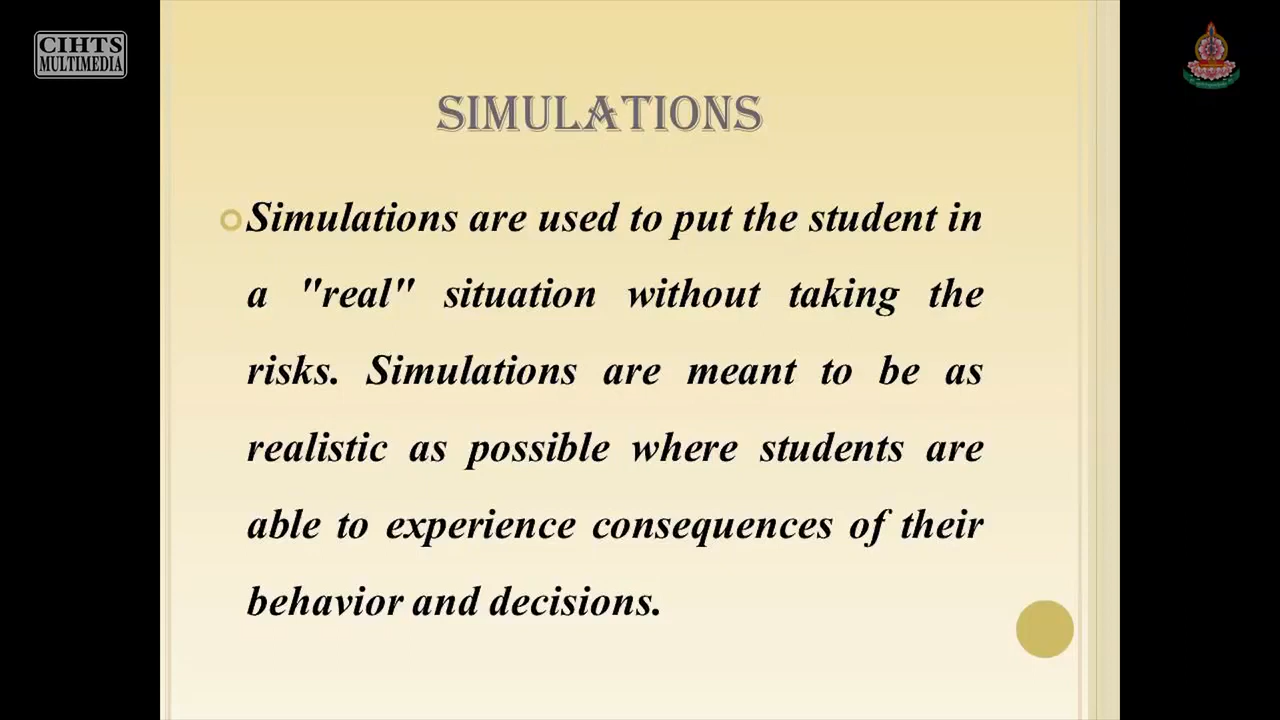 CIHTS
MULTIMEDIA
SIMULATIONS
Simulations are used to put the student in
a "real" situation without taking the
risks. Simulations are meant to be as
realistic as possible where students are
able to experience consequences of their
behavior and decisions.